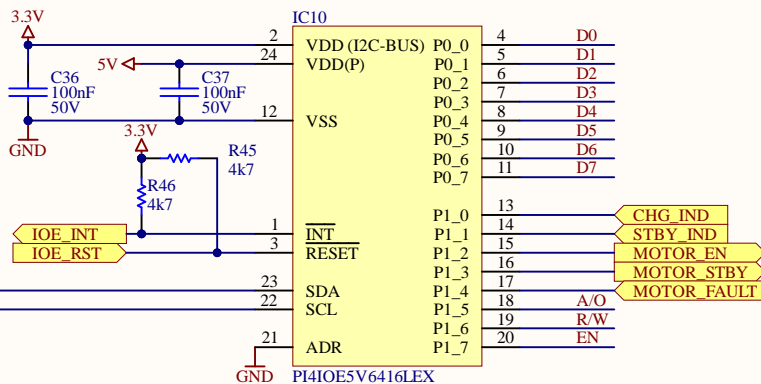 3.3V
IC10
2 VDD (I2C-BUS) P0_0 4 D0
24 VDD(P) P0_1 5 D1
5V
P0_2 6 D2
C36
100nF
50V
C37
100nF
50V
P0_3 7 D3
12 VSS P0_4 8 D4
P0_5 9 D5
GND
3.3V
P0_6 10 D6
R45
4k7
P0_7 11 D7
R46
4k7
P1_0 13 CHG_IND
IOE_INT 1 INT P1_1 14 STBY_IND
IOE_RST 3 RESET P1_2 15 MOTOR_EN
P1_3 16 MOTOR_STBY
23 SDA P1_4 17 MOTOR_FAULT
22 SCL P1_5 18 A/O
P1_6 19 R/W
21 ADR P1_7 20 EN
GND
PI4IOE5V6416LEX